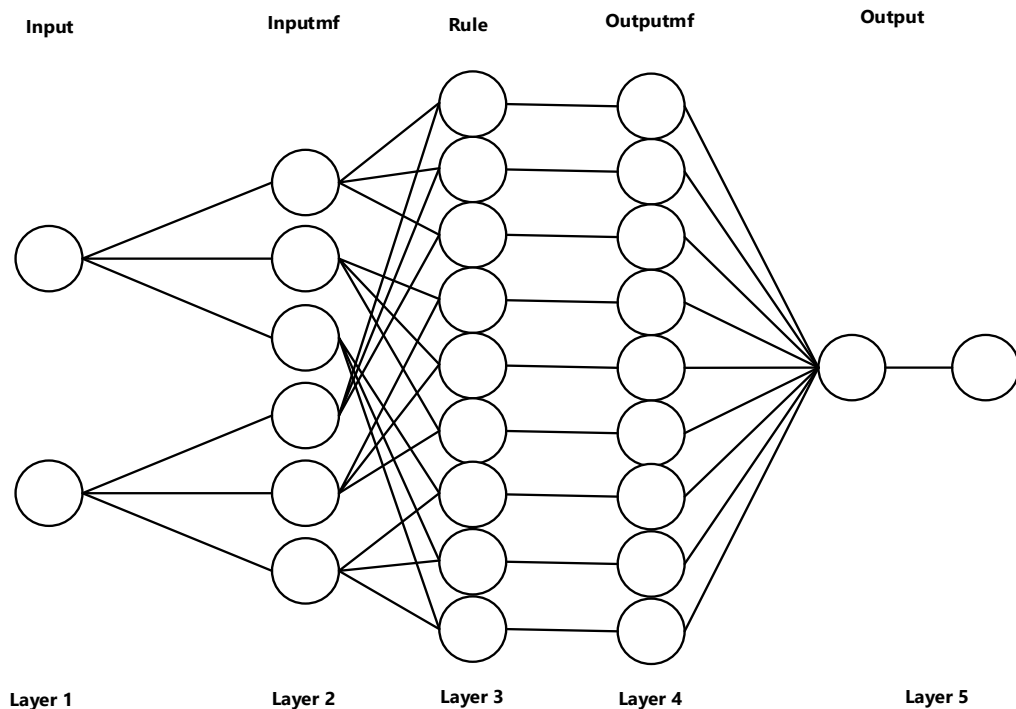 Input
Inputmf
Rule
Outputmf
Output
Layer 1
Layer 2
Layer 3
Layer 4
Layer 5